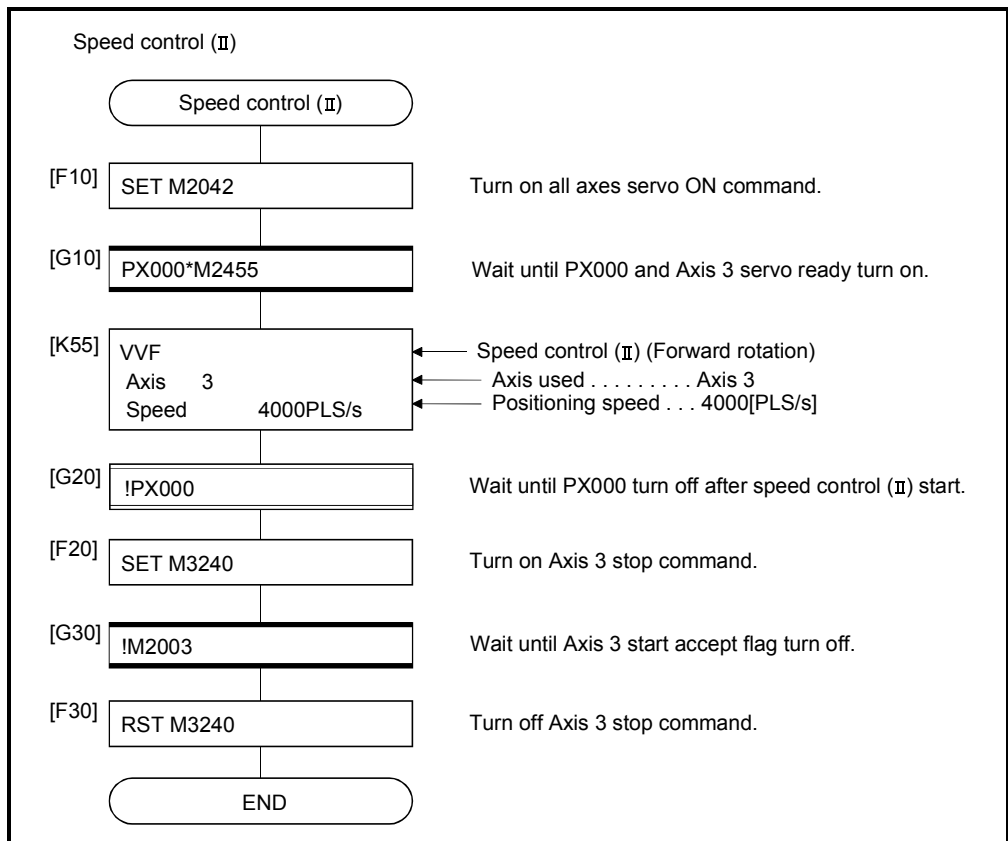 Speed control (Ⅱ)
Speed control (Ⅱ)
[F10] SET M2042 Turn on all axes servo ON command.
[G10] PX000*M2455 Wait until PX000 and Axis 3 servo ready turn on.
[K55] VVF Speed control (Ⅱ) (Forward rotation)
Axis 3 Axis used . . . . . . . . . Axis 3
Speed 4000PLS/s Positioning speed . . . 4000[PLS/s]
[G20] !PX000 Wait until PX000 turn off after speed control (Ⅱ) start.
[F20] SET M3240 Turn on Axis 3 stop command.
[G30] !M2003 Wait until Axis 3 start accept flag turn off.
[F30] RST M3240 Turn off Axis 3 stop command.
END